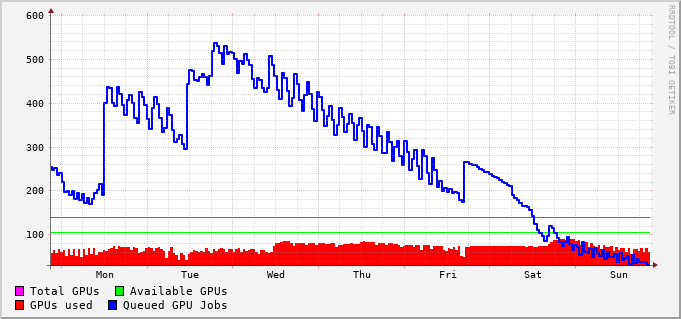 600
500
400
300
200
100
Mon Tue Wed Thu Fri Sat Sun
Total GPUs Available GPUs
GPUs used Queued GPU Jobs
RRDTOOL / TOBI OETIKER